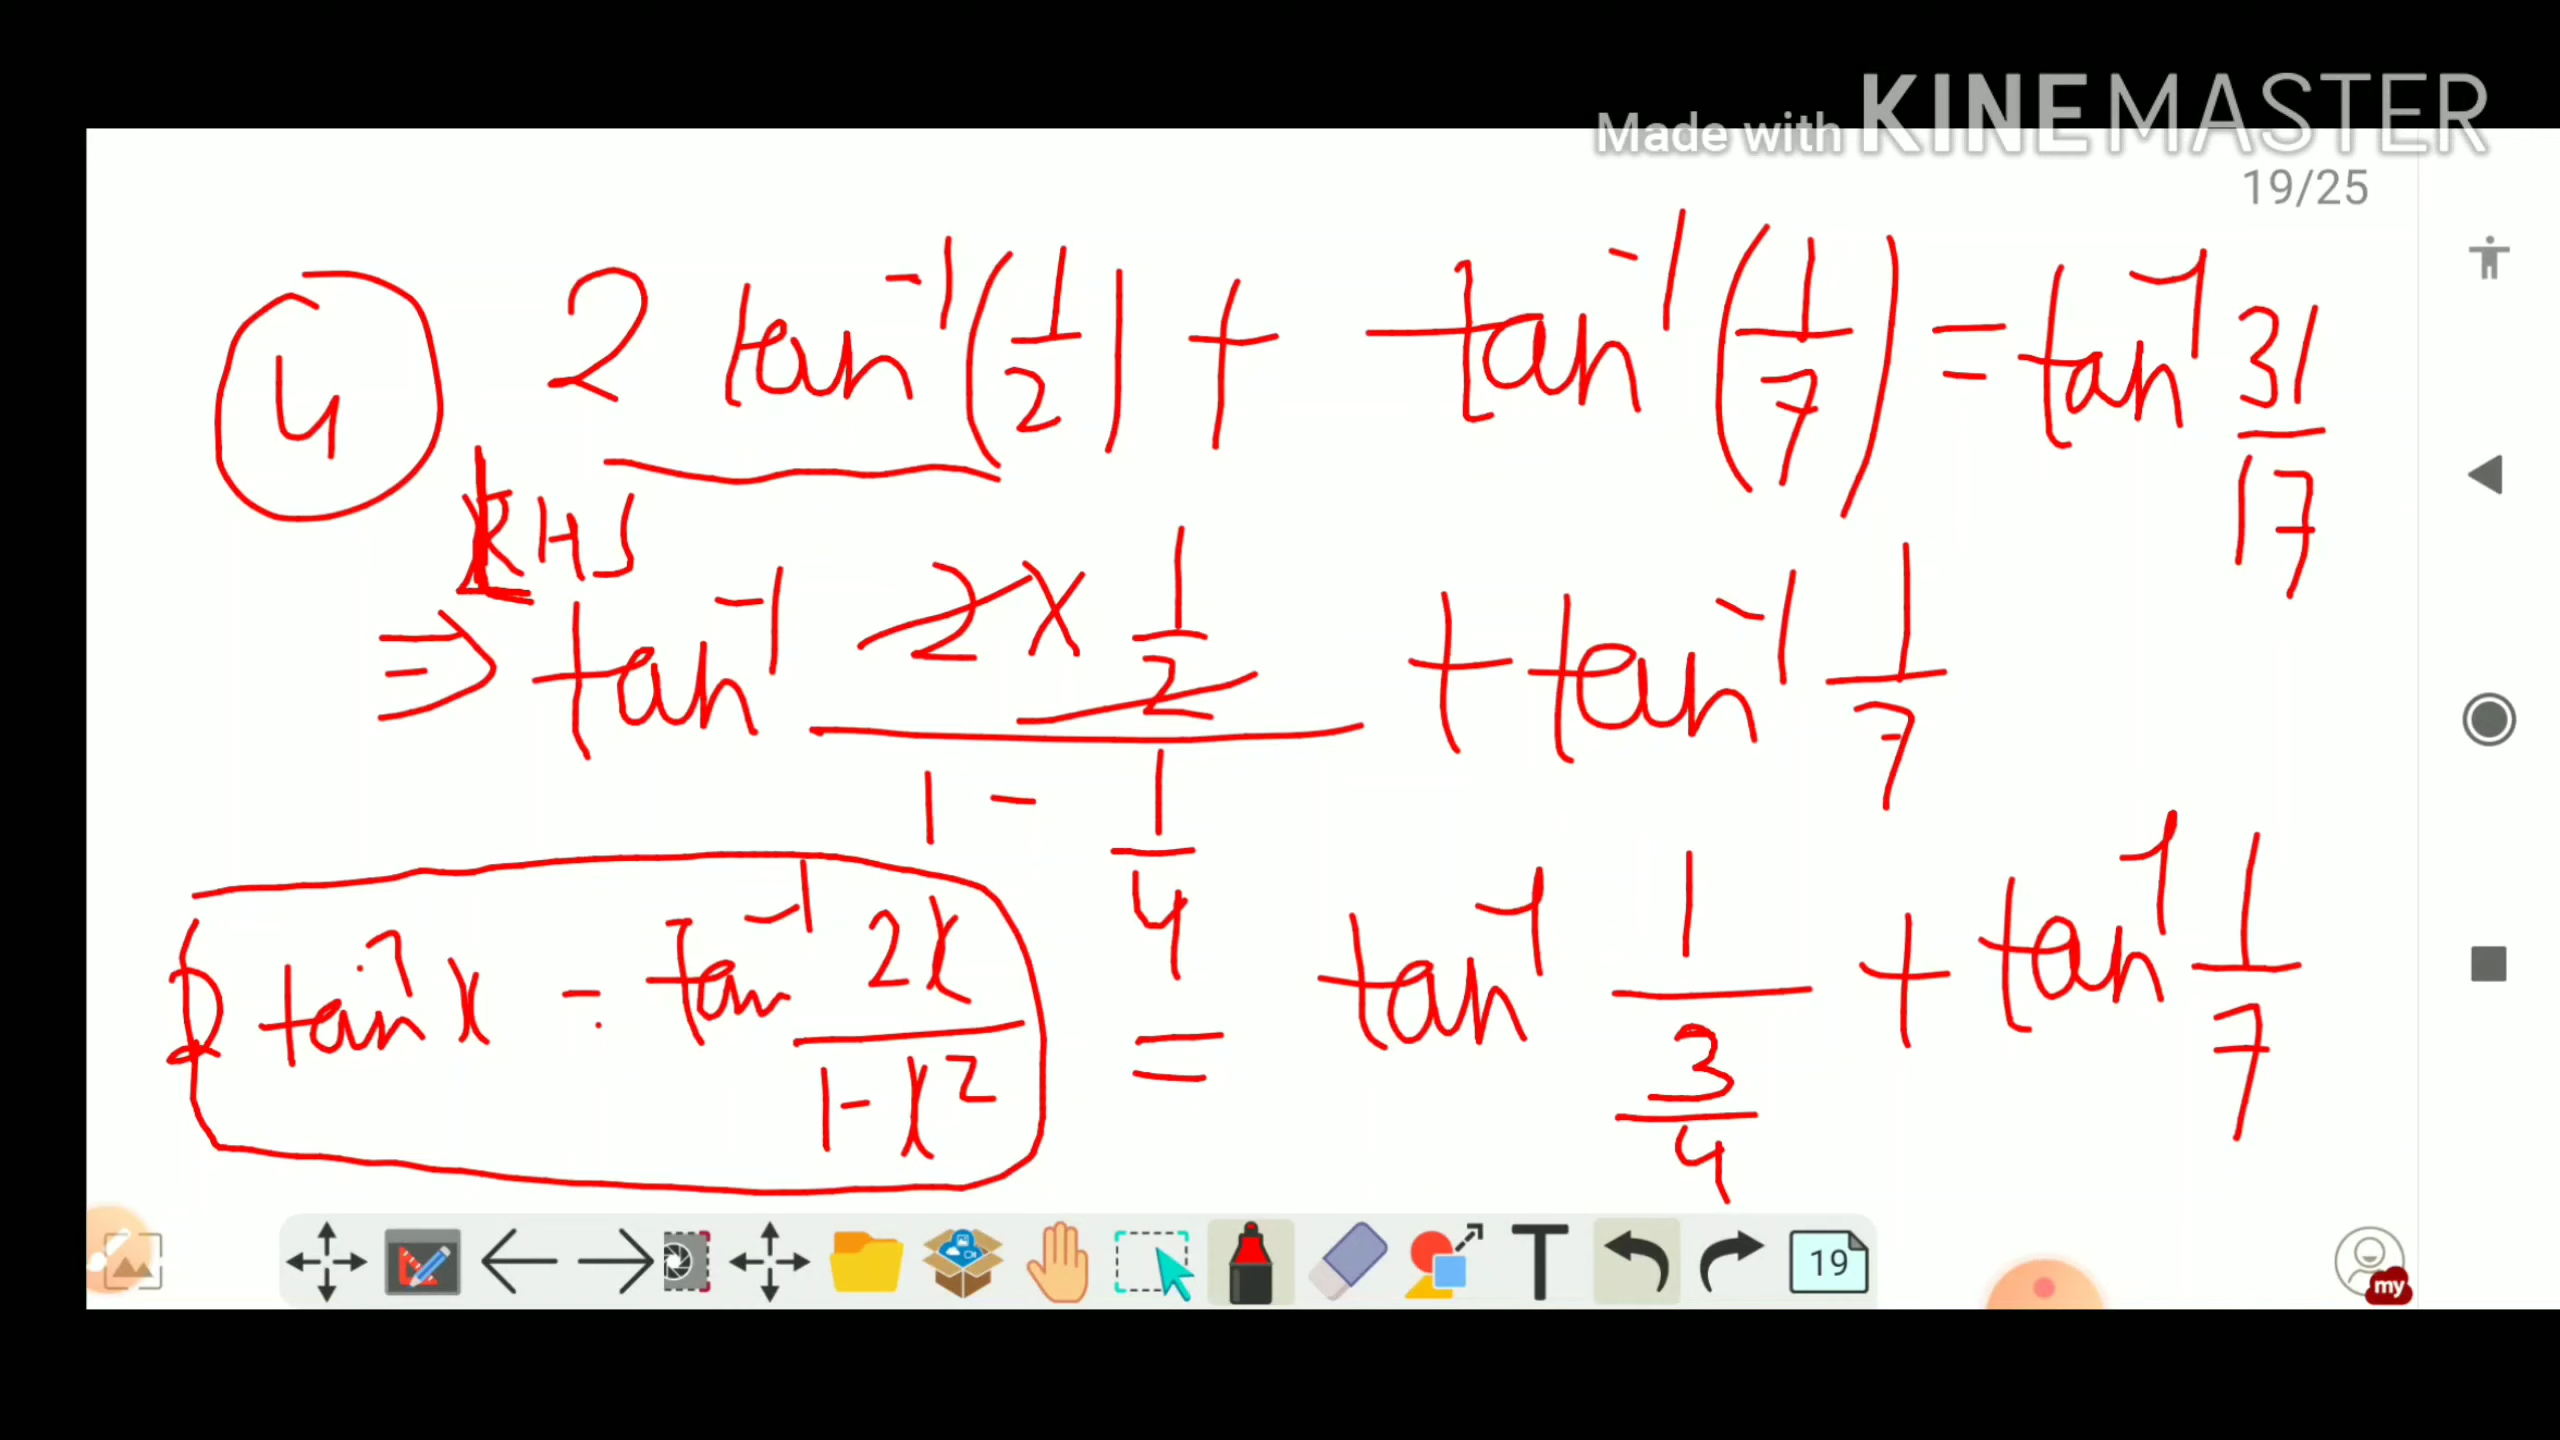 Made with KINEMASTER
19/25
④ 2 tan⁻¹(1/2) + tan⁻¹(1/7) = tan⁻¹ 31/17
LHS
⇒ tan⁻¹ (2 × 1/2)/(1 - 1/4) + tan⁻¹ 1/7
2 tan⁻¹ x = tan⁻¹ 2x/(1-x²)
= tan⁻¹ 1/(3/4) + tan⁻¹ 1/7
T 19 my